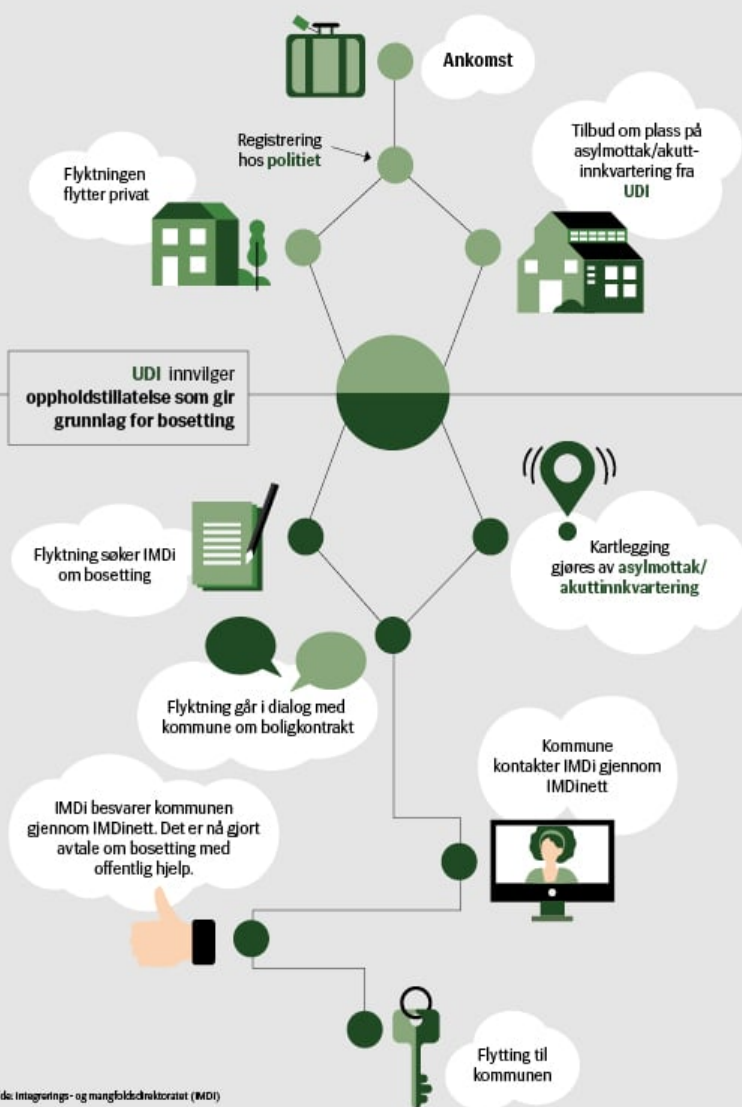 Ankomst
Registrering
hos politiet
Flyktningen
flytter privat
Tilbud om plass på
asylmottak/akutt-
innkvartering fra
UDI
UDI innvilger
oppholdstillatelse som gir
grunnlag for bosetting
Flyktning søker IMDi
om bosetting
Kartlegging
gjøres av asylmottak/
akuttinnkvartering
Flyktning går i dialog med
kommune om boligkontrakt
Kommune
kontakter IMDi gjennom
IMDinett
IMDi besvarer kommunen
gjennom IMDinett. Det er nå gjort
avtale om bosetting med
offentlig hjelp.
Flytting til
kommunen
de: Integrerings- og mangfoldsdirektoratet (IMDI)